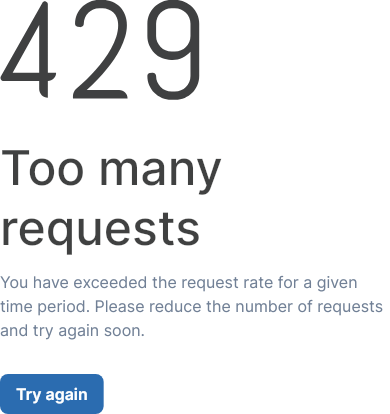 429
Too many
requests
You have exceeded the request rate for a given
time period. Please reduce the number of requests
and try again soon.
Try again